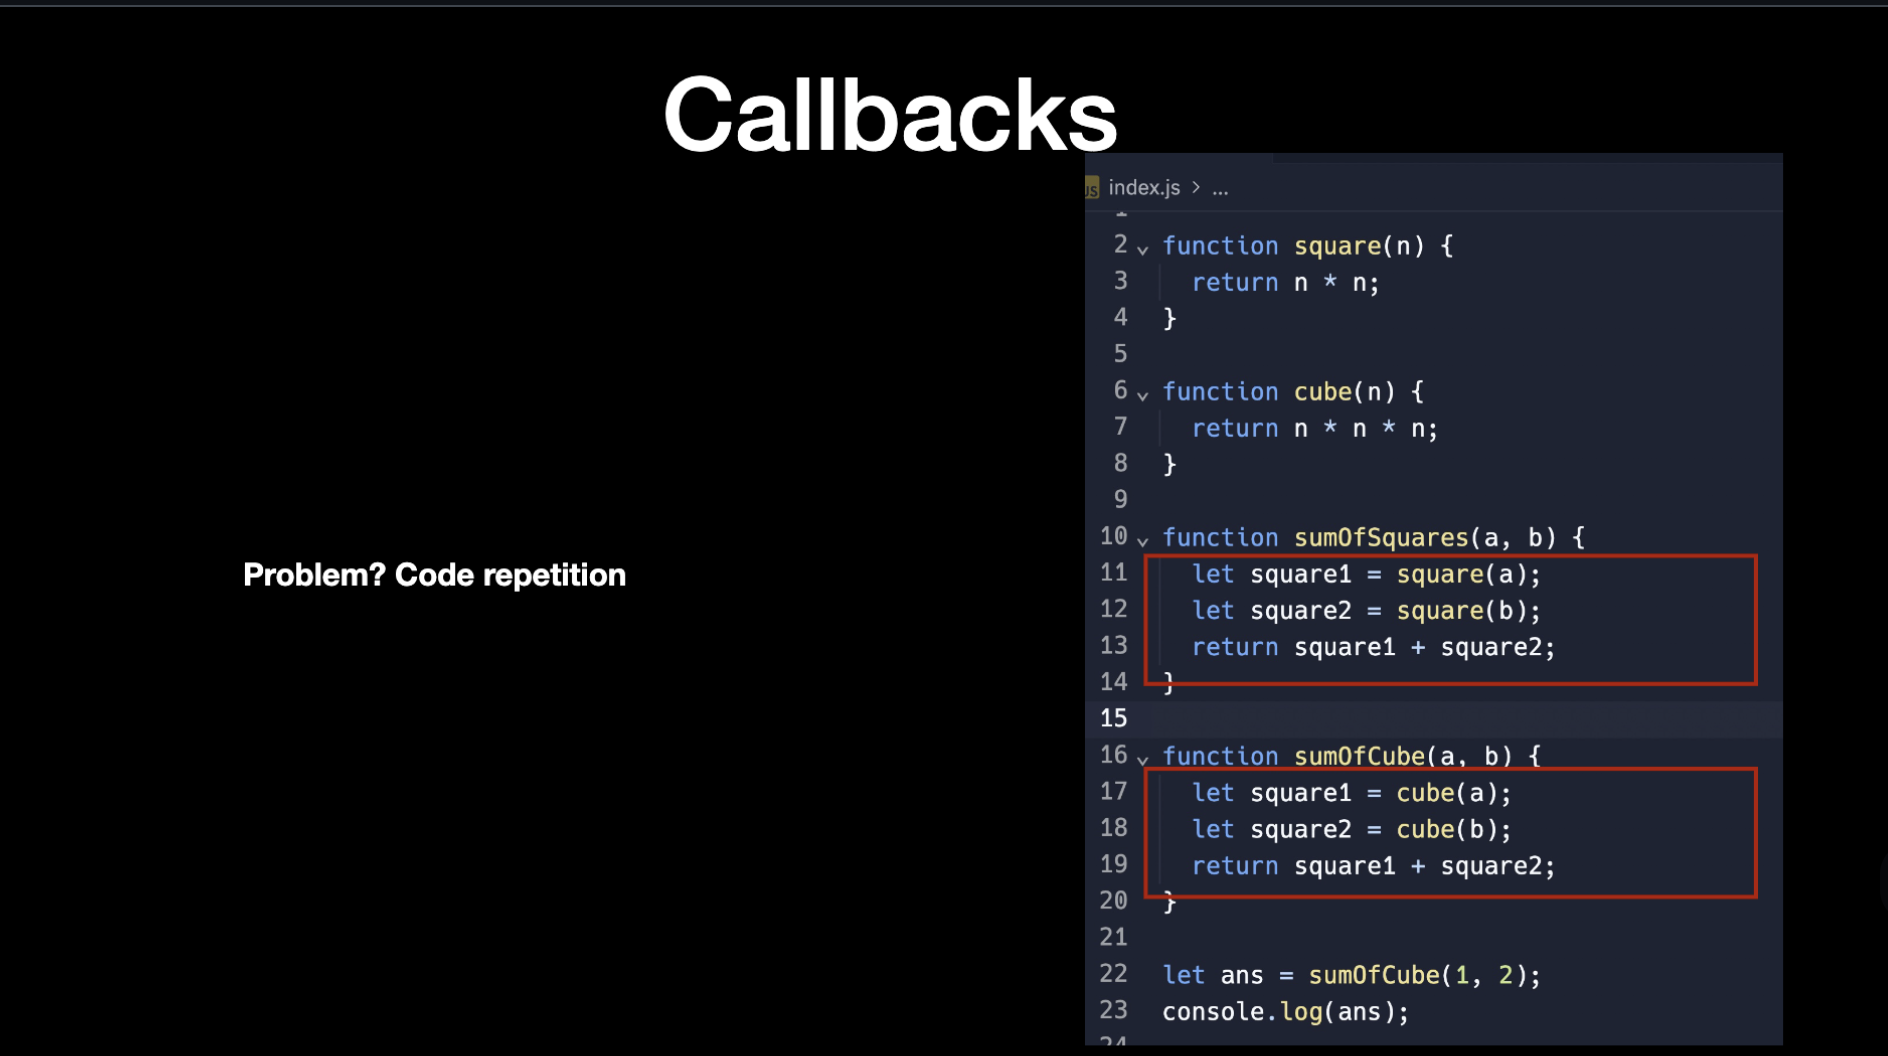 Callbacks
JS index.js > ...
1
2 function square(n) {
3 return n * n;
4 }
5
6 function cube(n) {
7 return n * n * n;
8 }
9
10 function sumOfSquares(a, b) {
Problem? Code repetition
11 let square1 = square(a);
12 let square2 = square(b);
13 return square1 + square2;
14 }
15
16 function sumOfCube(a, b) {
17 let square1 = cube(a);
18 let square2 = cube(b);
19 return square1 + square2;
20 }
21
22 let ans = sumOfCube(1, 2);
23 console.log(ans);
24